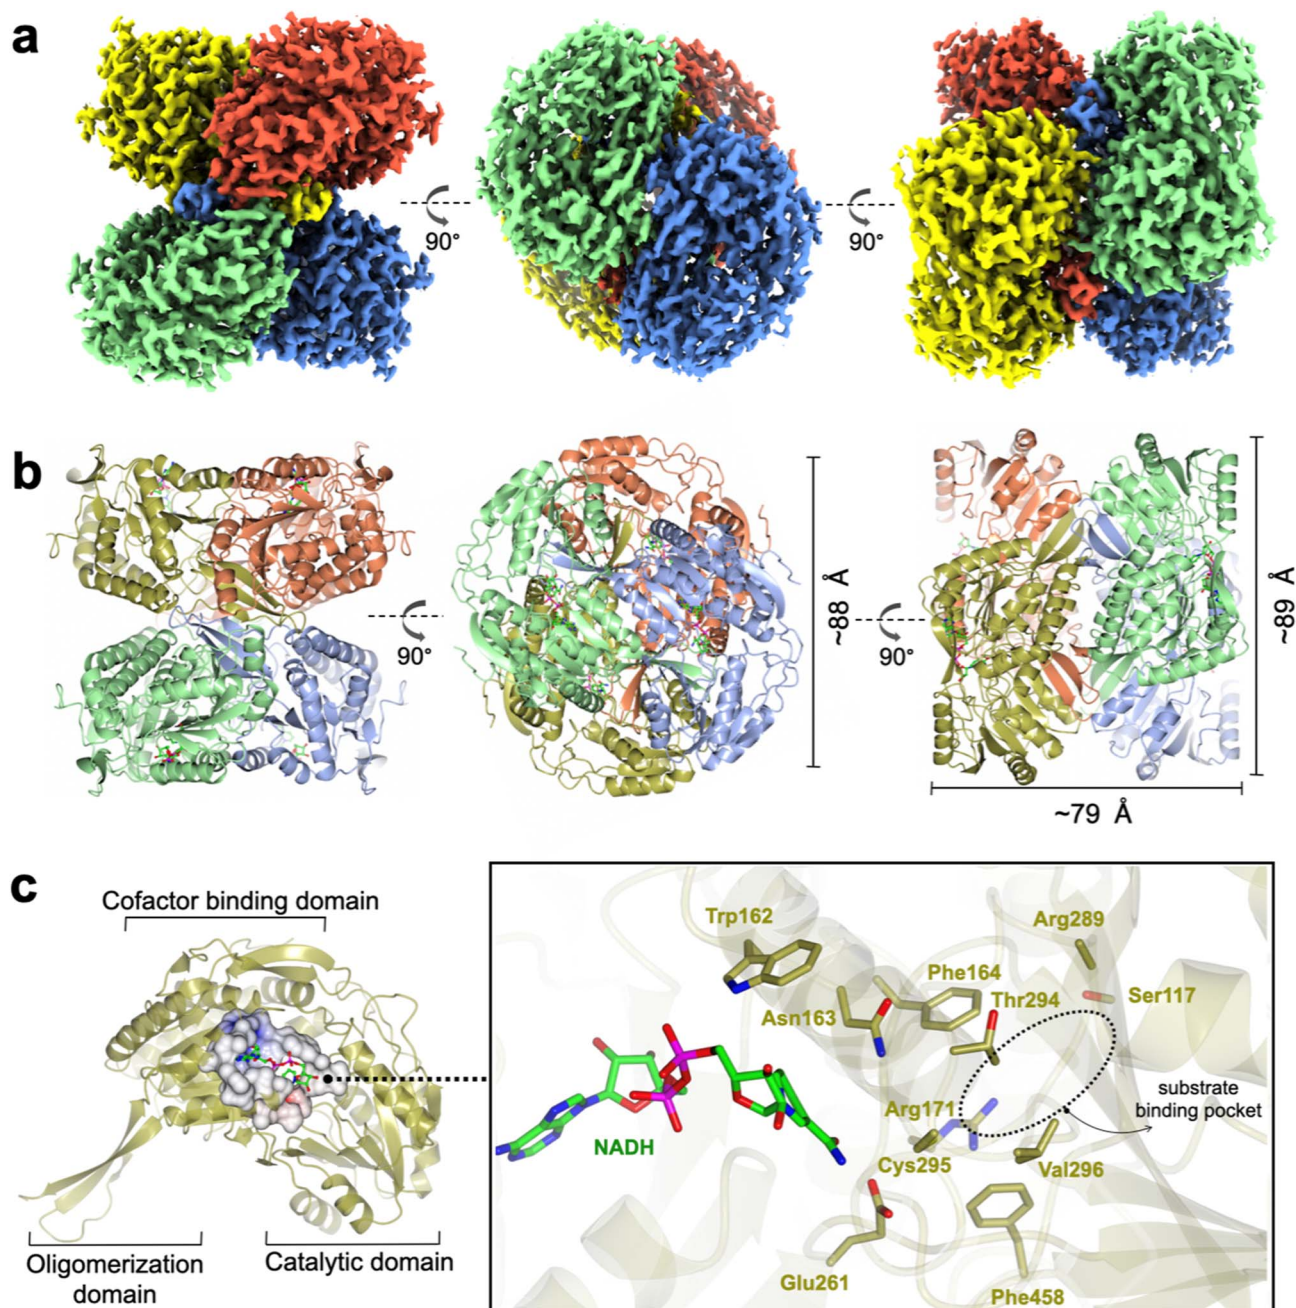 a
90°
90°
b
90°
~88 Å
90°
~89 Å
~79 Å
c
Cofactor binding domain
Oligomerization
domain
Catalytic domain
Trp162
Arg289
Phe164
Thr294
Ser117
Asn163
substrate
binding pocket
Arg171
NADH
Cys295
Val296
Glu261
Phe458